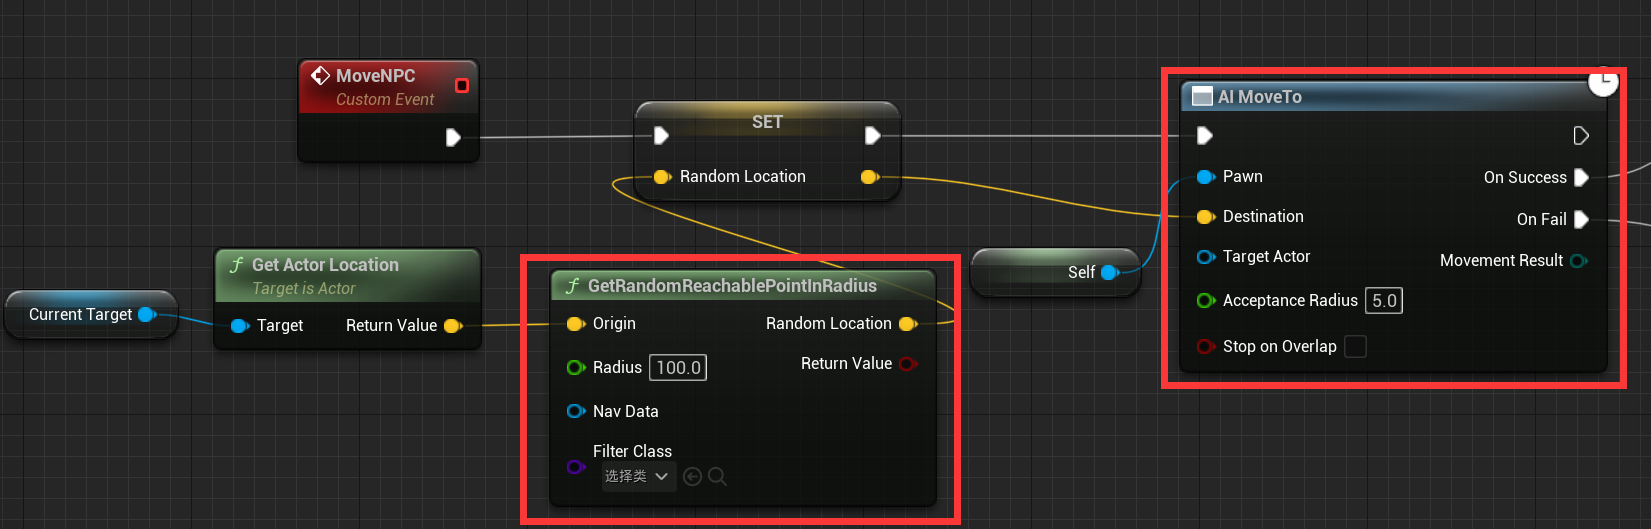 MoveNPC
Custom Event
SET
Random Location
AI MoveTo
Pawn
On Success
Destination
On Fail
Target Actor
Movement Result
Acceptance Radius 5.0
Stop on Overlap
Self
Current Target
Get Actor Location
Target is Actor
Target
Return Value
GetRandomReachablePointInRadius
Origin
Random Location
Radius 100.0
Return Value
Nav Data
Filter Class
选择类